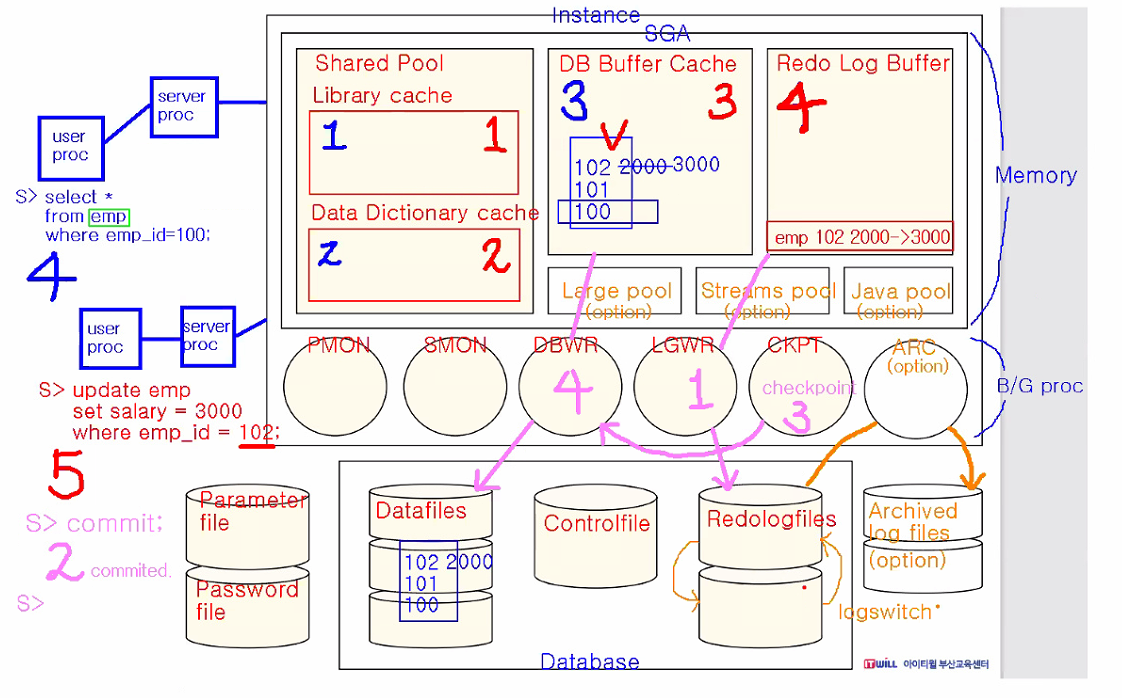 Instance
SGA
Shared Pool
DB Buffer Cache
Redo Log Buffer
Library cache
1
1
3
3
4
V
102 2000 3000
101
100
Data Dictionary cache
2
2
emp 102 2000->3000
Large pool
(option)
Streams pool
(option)
Java pool
(option)
Memory
server
proc
user
proc
S> select *
from emp
where emp_id=100;
4
user
proc
server
proc
PMON
SMON
DBWR
4
LGWR
1
CKPT
checkpoint
3
ARC
(option)
B/G proc
S> update emp
set salary = 3000
where emp_id = 102;
5
S> commit;
2 commited.
S>
Parameter
file
Password
file
Datafiles
102 2000
101
100
Controlfile
Redologfiles
logswitch
Archived
log files
(option)
Database
ITWILL 아이티윌 부산교육센터